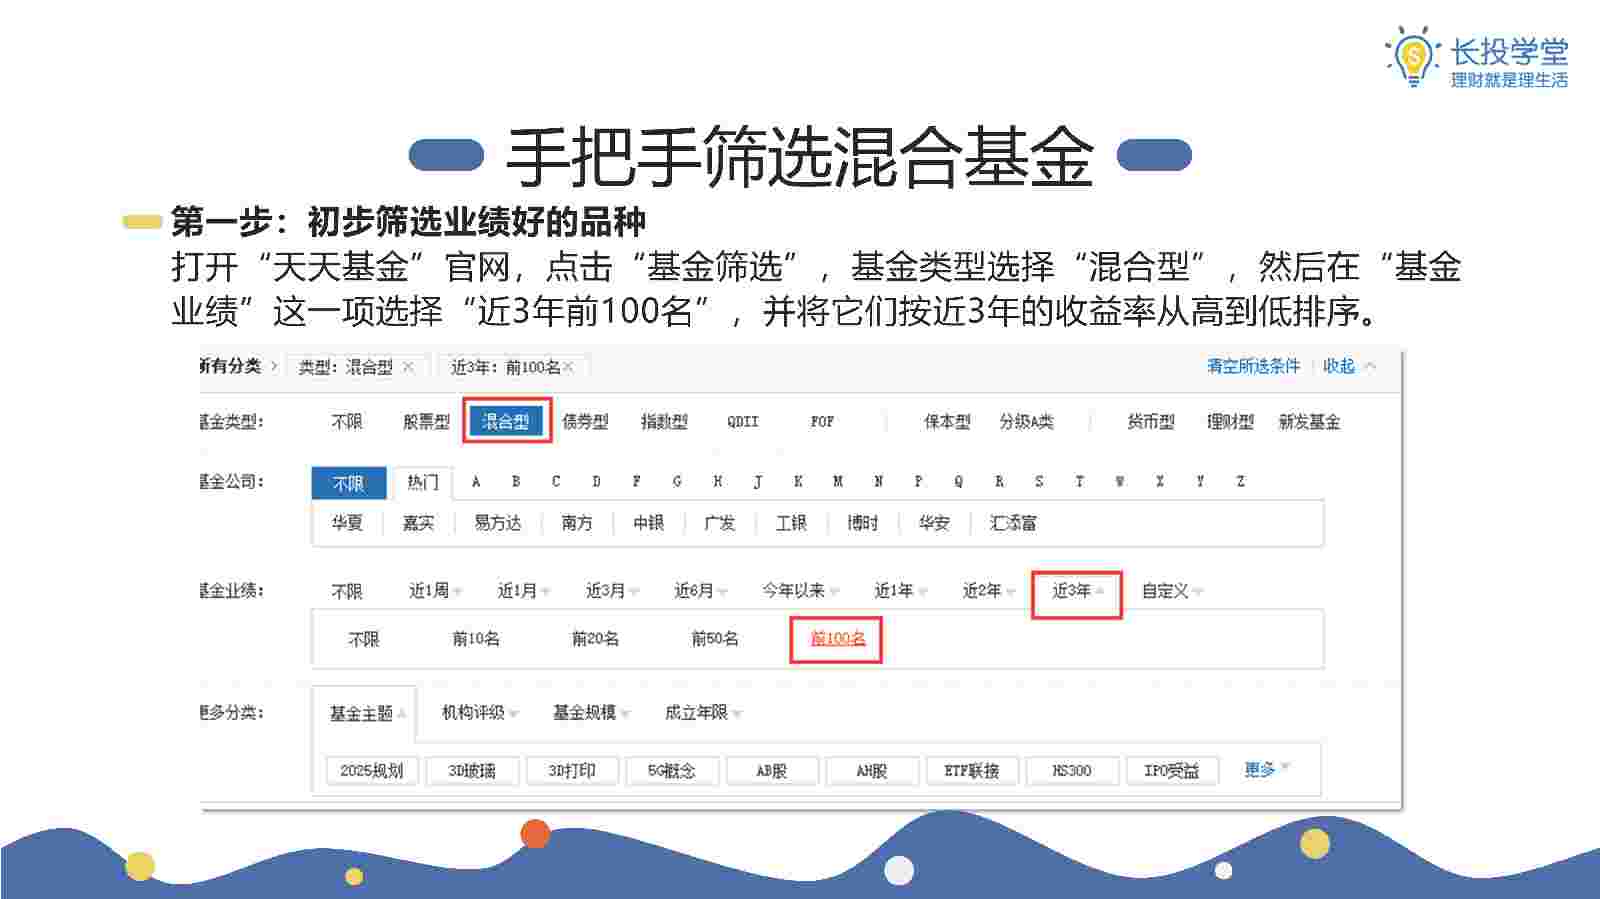 长投学堂
理财就是理生活
手把手筛选混合基金
第一步：初步筛选业绩好的品种
打开“天天基金”官网，点击“基金筛选”，基金类型选择“混合型”，然后在“基金
业绩”这一项选择“近3年前100名”，并将它们按近3年的收益率从高到低排序。
所有分类 > 类型：混合型 × 近3年：前100名× 清空所选条件 收起
基金类型： 不限 股票型 混合型 债券型 指数型 QDII FOF 保本型 分级A类 货币型 理财型 新发基金
基金公司： 不限 热门 A B C D F G H J K M N P Q R S T W X Y Z
华夏 嘉实 易方达 南方 中银 广发 工银 博时 华安 汇添富
基金业绩： 不限 近1周 近1月 近3月 近6月 今年以来 近1年 近2年 近3年 自定义
不限 前10名 前20名 前50名 前100名
更多分类： 基金主题 机构评级 基金规模 成立年限
2025规划 3D玻璃 3D打印 5G概念 AB股 AH股 ETF联接 HS300 IPO受益 更多